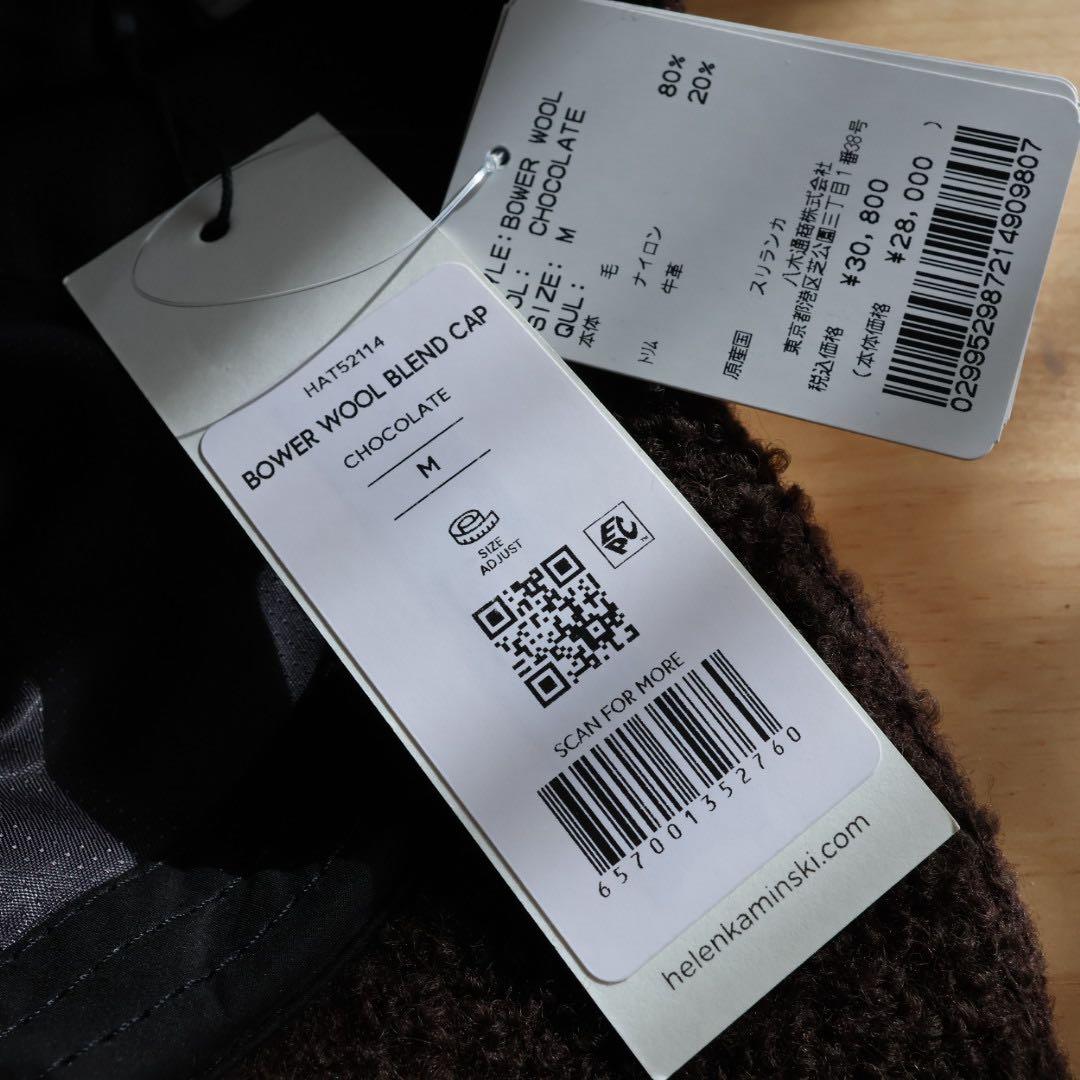 HAT52114
BOWER WOOL BLEND CAP
CHOCOLATE
M
SIZE
ADJUST
EPC
™
SCAN FOR MORE
657001352760
helenkaminski.com
YLE: BOWER WOOL
OL: CHOCOLATE
SIZE: M
QUL:
本体 毛 80%
ナイロン 20%
トリム 牛革
原産国 スリランカ
八木通商株式会社
東京都港区芝公園三丁目1番38号
税込価格 ¥30,800
(本体価格 ¥28,000 )
029952987214909807